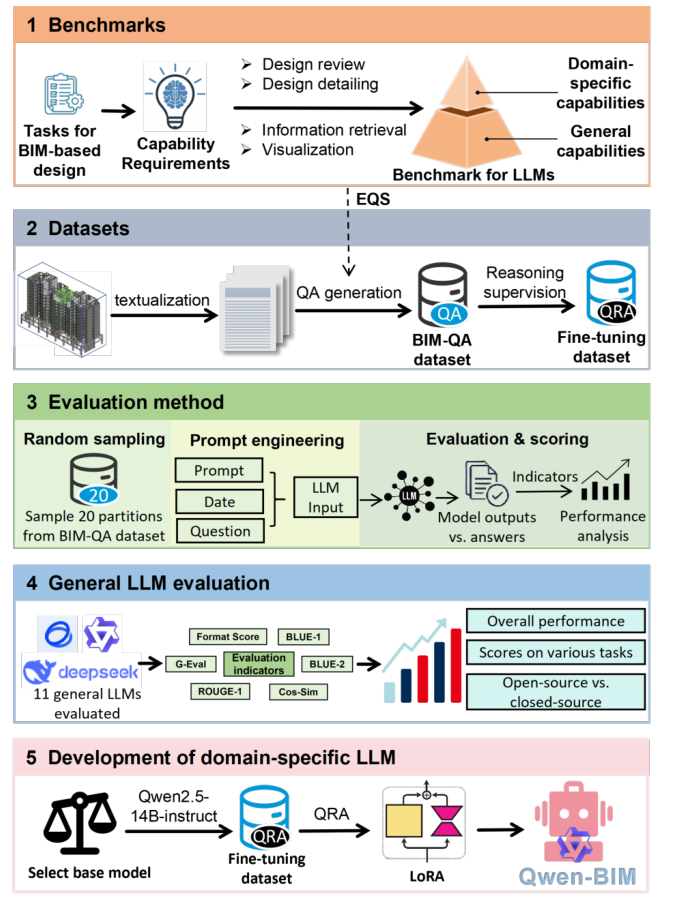 1 Benchmarks
Tasks for
BIM-based
design
Capability
Requirements
Design review
Design detailing
Information retrieval
Visualization
Domain-
specific
capabilities
General
capabilities
Benchmark for LLMs
EQS
2 Datasets
textualization
QA generation
QA
BIM-QA
dataset
Reasoning
supervision
QRA
Fine-tuning
dataset
3 Evaluation method
Random sampling
20
Sample 20 partitions
from BIM-QA dataset
Prompt engineering
Prompt
Date
Question
LLM
Input
Evaluation & scoring
LLM
Model outputs
vs. answers
Indicators
Performance
analysis
4 General LLM evaluation
deepseek
11 general LLMs
evaluated
Format Score
BLUE-1
G-Eval
Evaluation
indicators
BLUE-2
ROUGE-1
Cos-Sim
Overall performance
Scores on various tasks
Open-source vs.
closed-source
5 Development of domain-specific LLM
Select base model
Qwen2.5-
14B-instruct
QRA
Fine-tuning
dataset
QRA
LoRA
Qwen-BIM